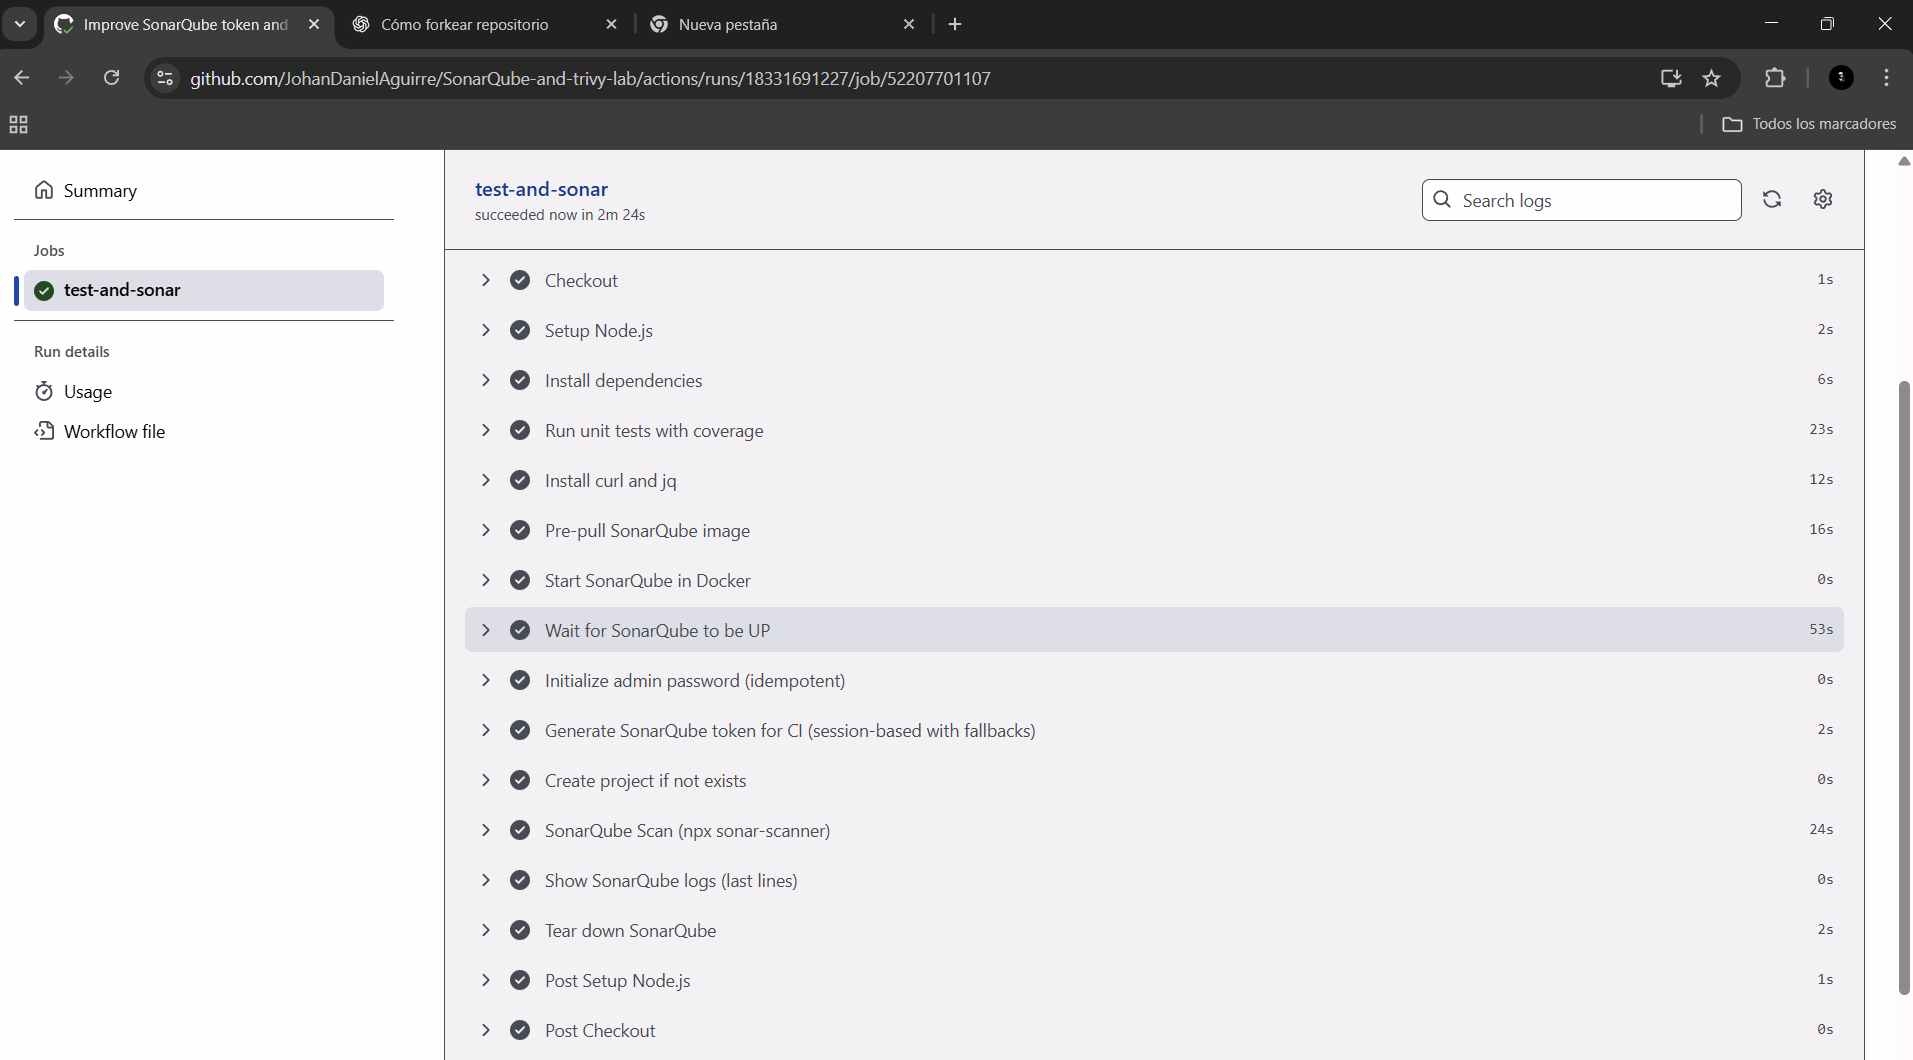 Improve SonarQube token and
Cómo forkear repositorio
Nueva pestaña
github.com/JohanDanielAguirre/SonarQube-and-trivy-lab/actions/runs/18331691227/job/52207701107
Todos los marcadores
Summary
Jobs
test-and-sonar
Run details
Usage
Workflow file
test-and-sonar
succeeded now in 2m 24s
Search logs
Checkout 1s
Setup Node.js 2s
Install dependencies 6s
Run unit tests with coverage 23s
Install curl and jq 12s
Pre-pull SonarQube image 16s
Start SonarQube in Docker 0s
Wait for SonarQube to be UP 53s
Initialize admin password (idempotent) 0s
Generate SonarQube token for CI (session-based with fallbacks) 2s
Create project if not exists 0s
SonarQube Scan (npx sonar-scanner) 24s
Show SonarQube logs (last lines) 0s
Tear down SonarQube 2s
Post Setup Node.js 1s
Post Checkout 0s